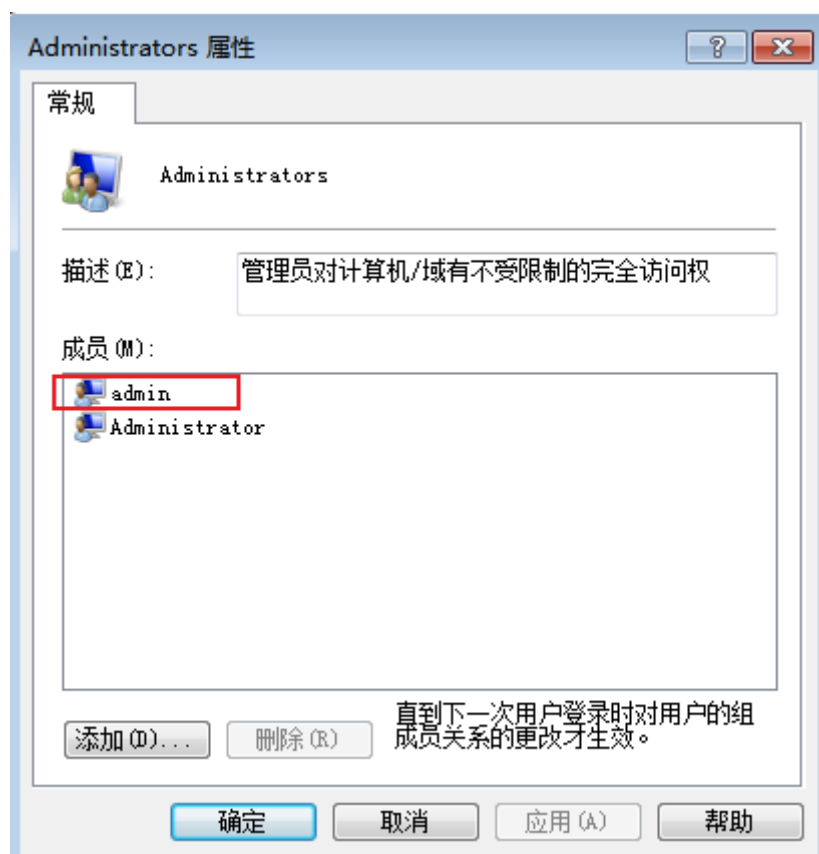 Administrators 属性
常规
Administrators
描述(E):
管理员对计算机/域有不受限制的完全访问权
成员(M):
admin
Administrator
添加(D)...
删除(R)
直到下一次用户登录时对用户的组
成员关系的更改才生效。
确定
取消
应用(A)
帮助